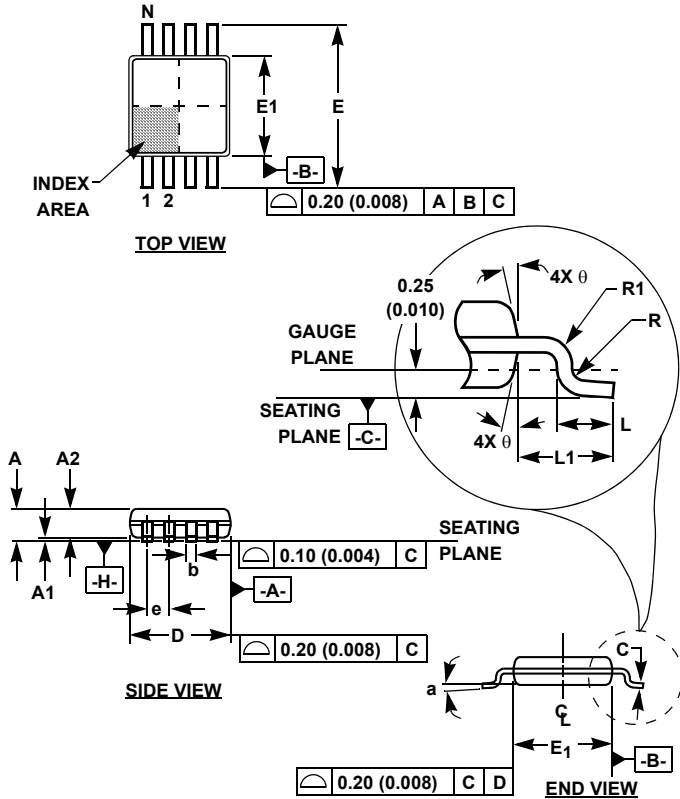 N
E1
E
-B-
INDEX
AREA
1 2
0.20 (0.008) A B C
TOP VIEW
0.25
(0.010)
4X θ
R1
R
GAUGE
PLANE
SEATING
PLANE
-C-
4X θ
L
L1
A
A2
SEATING
PLANE
A1
-H-
b
0.10 (0.004) C
-A-
e
D
0.20 (0.008) C
SIDE VIEW
C
a
CL
E1
-B-
0.20 (0.008) C D
END VIEW